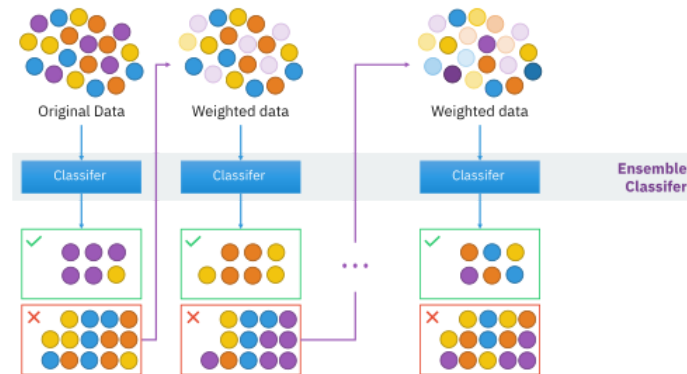 Original Data
Weighted data
Weighted data
Classifer
Classifer
Classifer
Ensemble
Classifer